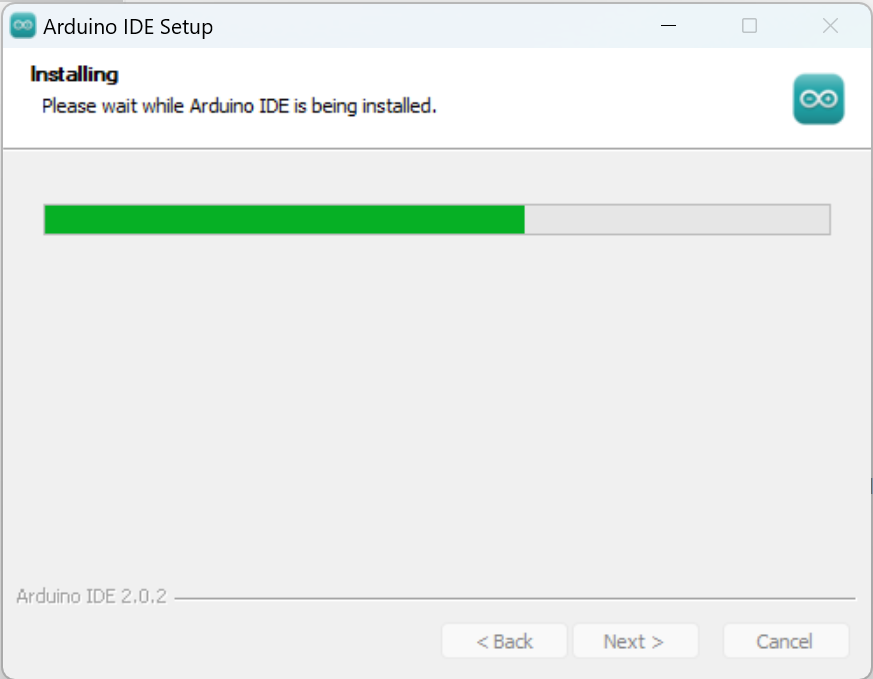 Arduino IDE Setup
Installing
Please wait while Arduino IDE is being installed.
Arduino IDE 2.0.2
< Back Next > Cancel